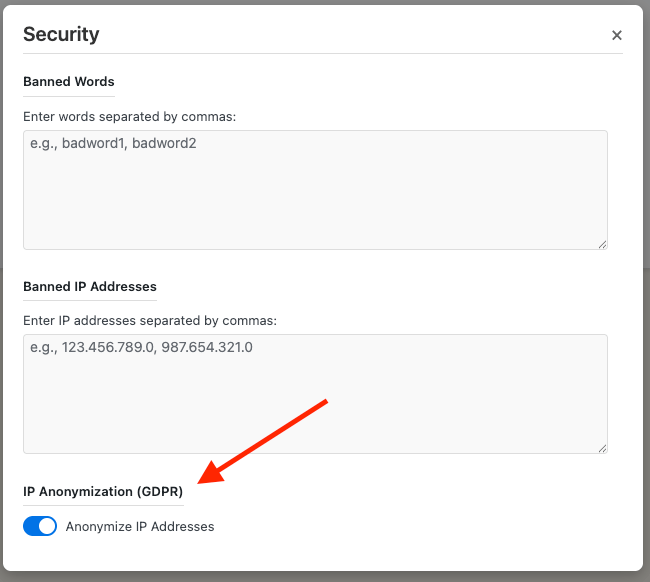 Security
×
Banned Words
Enter words separated by commas:
e.g., badword1, badword2
Banned IP Addresses
Enter IP addresses separated by commas:
e.g., 123.456.789.0, 987.654.321.0
IP Anonymization (GDPR)
Anonymize IP Addresses